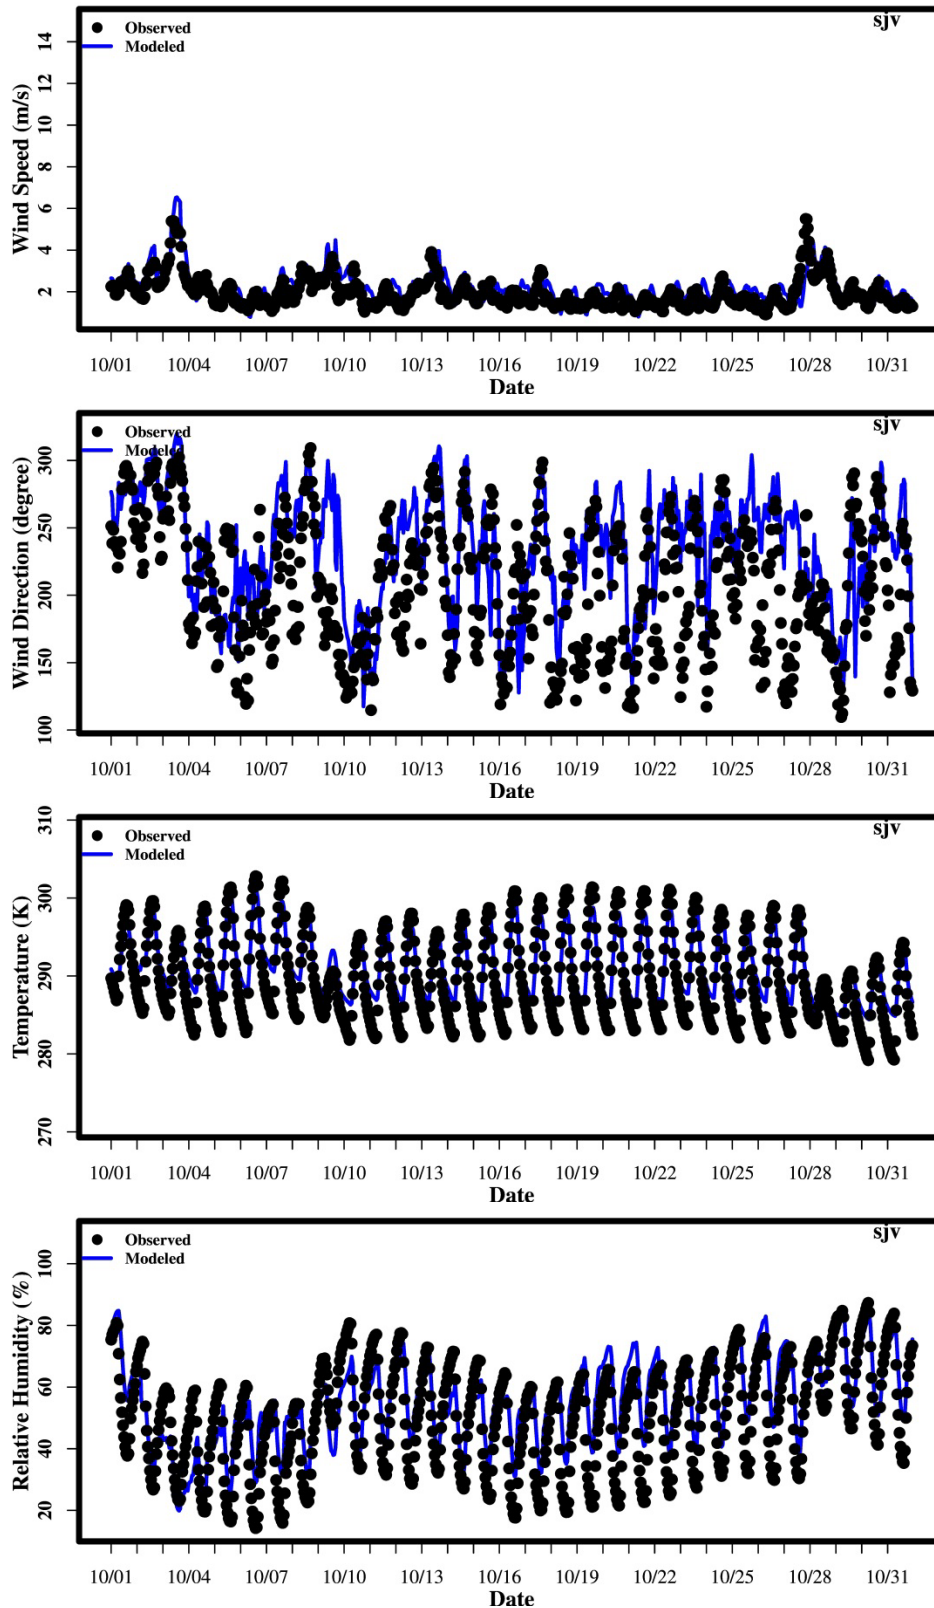 sjv
Observed
Modeled
Wind Speed (m/s)
14
12
10
8
6
4
2
10/01 10/04 10/07 10/10 10/13 10/16 10/19 10/22 10/25 10/28 10/31
Date
sjv
Observed
Modeled
Wind Direction (degree)
300
250
200
150
100
10/01 10/04 10/07 10/10 10/13 10/16 10/19 10/22 10/25 10/28 10/31
Date
sjv
Observed
Modeled
Temperature (K)
310
300
290
280
270
10/01 10/04 10/07 10/10 10/13 10/16 10/19 10/22 10/25 10/28 10/31
Date
sjv
Observed
Modeled
Relative Humidity (%)
100
80
60
40
20
10/01 10/04 10/07 10/10 10/13 10/16 10/19 10/22 10/25 10/28 10/31
Date